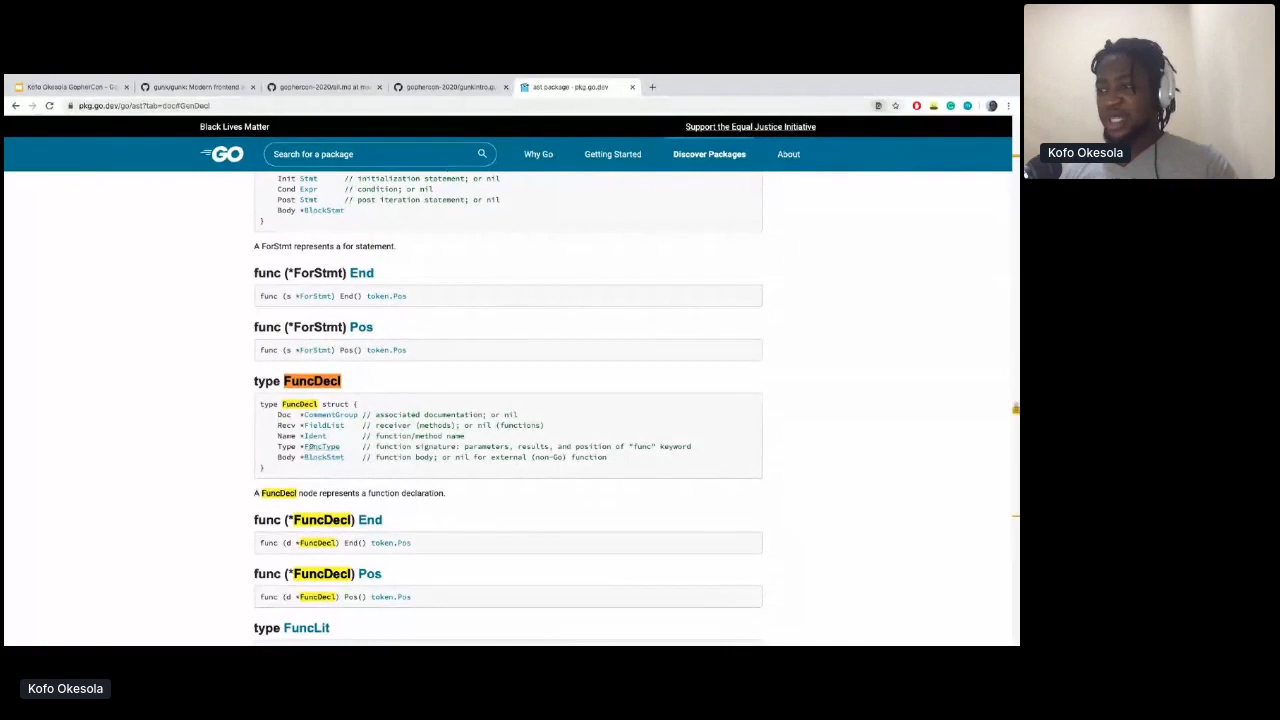 Kofo Okesola GopherCon - Go
gunk/gunk: Modern frontend a
gophercon-2020/all.md at mas
gophercon-2020/gunkintro.g
ast package · pkg.go.dev
pkg.go.dev/go/ast?tab=doc#GenDecl
Black Lives Matter
Support the Equal Justice Initiative
GO
Search for a package
Why Go
Getting Started
Discover Packages
About
Init Stmt // initialization statement; or nil
Cond Expr // condition; or nil
Post Stmt // post iteration statement; or nil
Body *BlockStmt
}
A ForStmt represents a for statement.
func (*ForStmt) End
func (s *ForStmt) End() token.Pos
func (*ForStmt) Pos
func (s *ForStmt) Pos() token.Pos
type FuncDecl
type FuncDecl struct {
Doc *CommentGroup // associated documentation; or nil
Recv *FieldList // receiver (methods); or nil (functions)
Name *Ident // function/method name
Type *FuncType // function signature: parameters, results, and position of "func" keyword
Body *BlockStmt // function body; or nil for external (non-Go) function
}
A FuncDecl node represents a function declaration.
func (*FuncDecl) End
func (d *FuncDecl) End() token.Pos
func (*FuncDecl) Pos
func (d *FuncDecl) Pos() token.Pos
type FuncLit
Kofo Okesola
Kofo Okesola